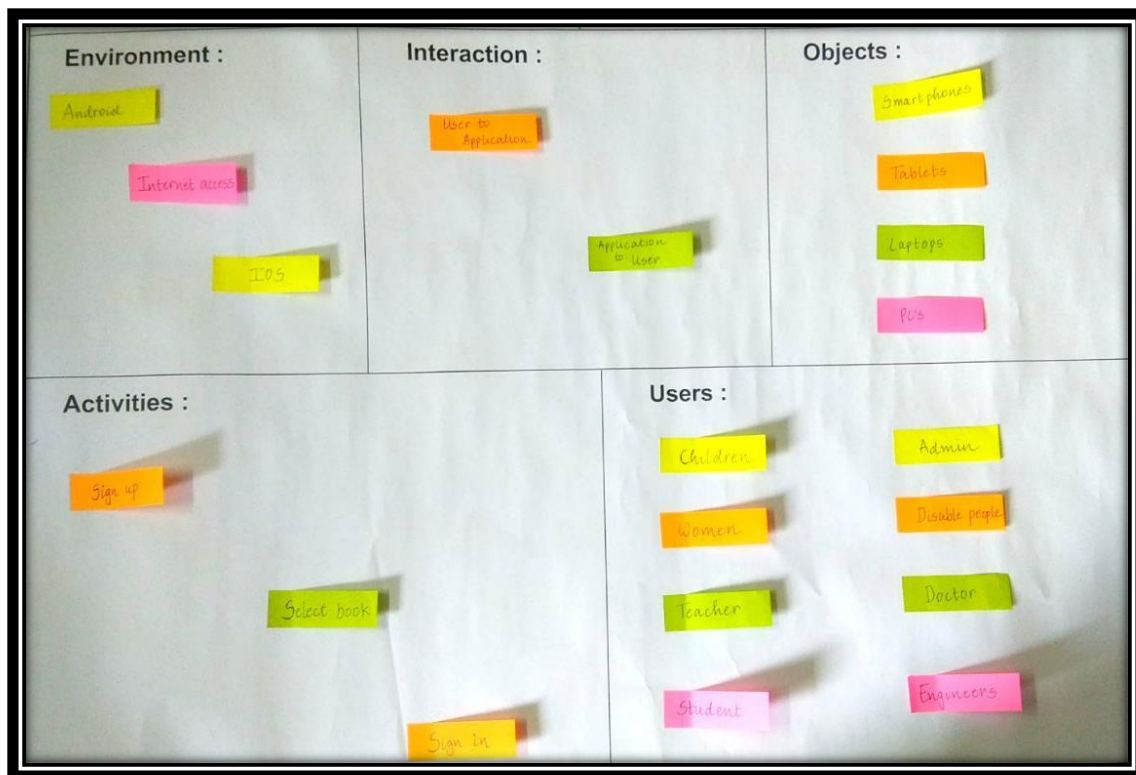 Environment :
Android
Internet access
IOS
Interaction :
User to
Application
Application
to User
Objects :
Smartphones
Tablets
Laptops
PC's
Activities :
Sign up
Select book
Sign in
Users :
Children
Women
Teacher
Student
Admin
Disable people
Doctor
Engineers